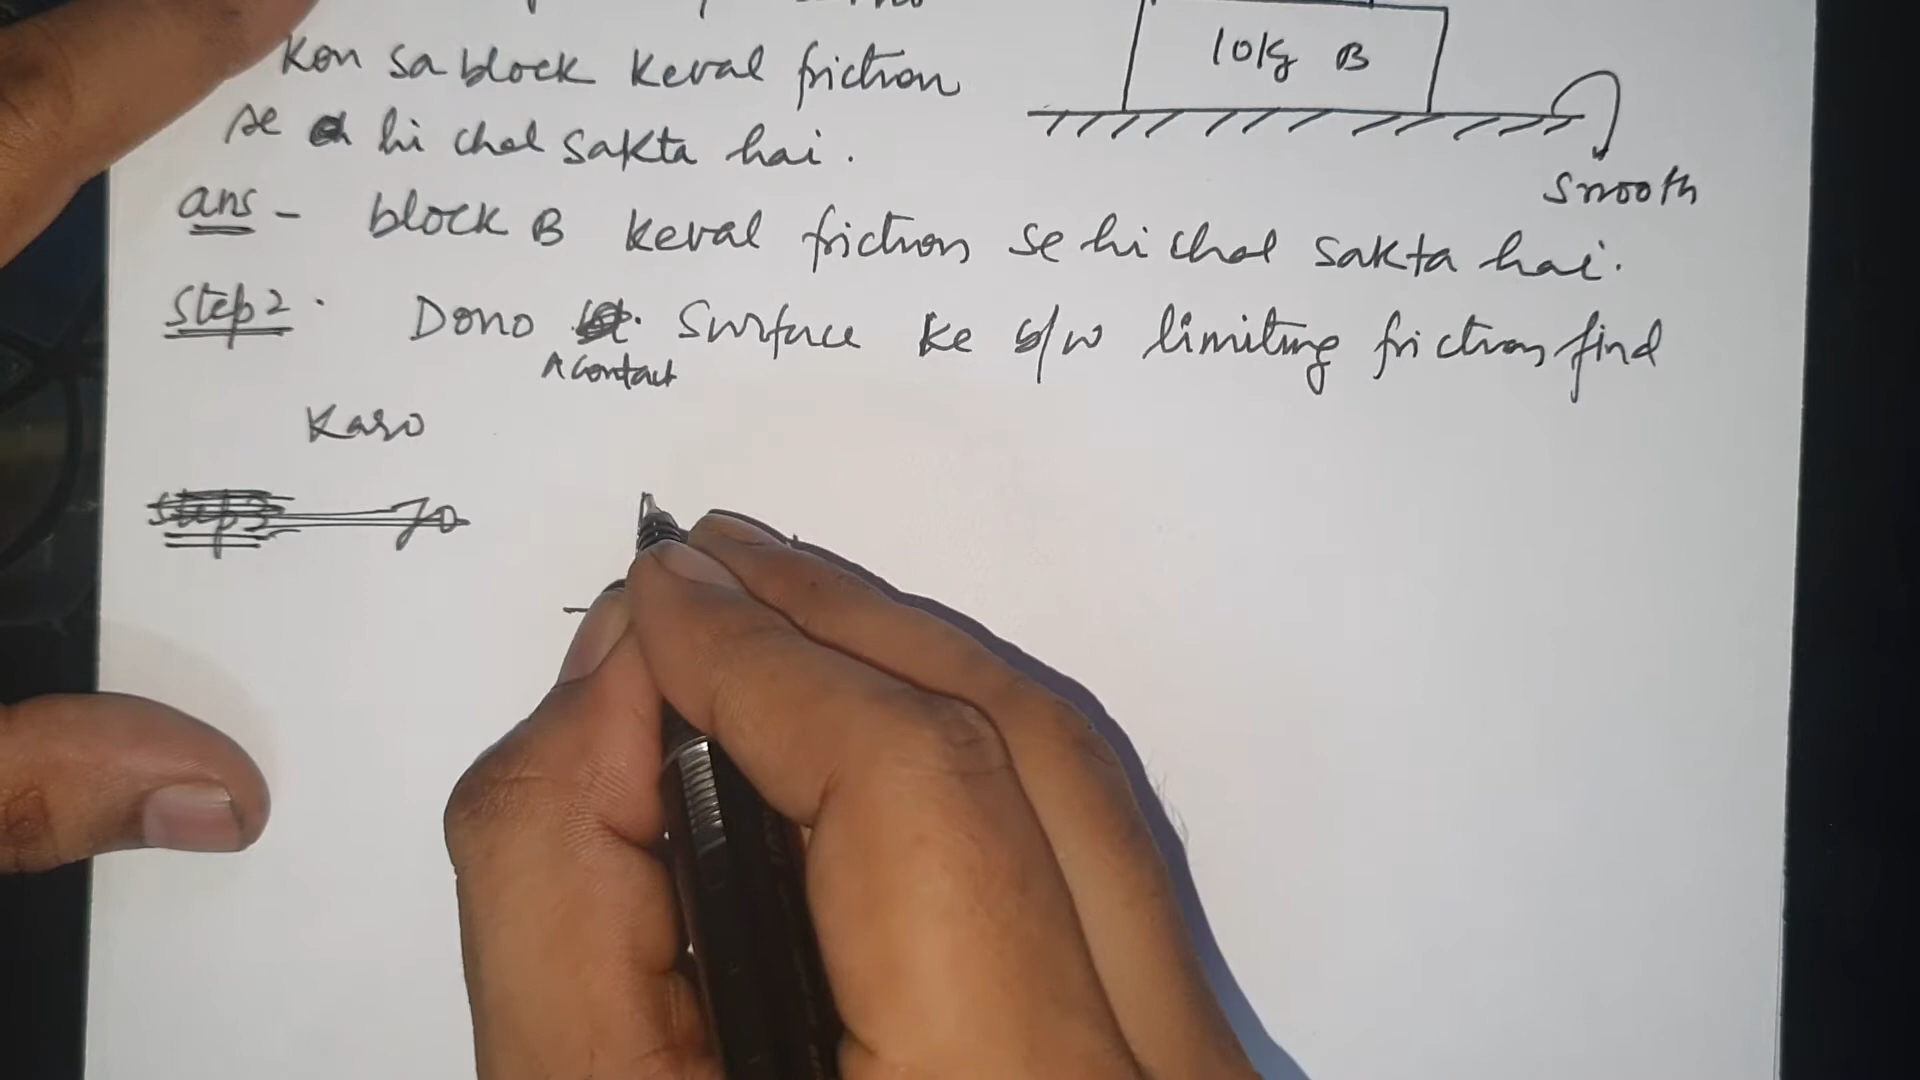 Kon sa block Keval friction
se hi chal sakta hai.
10kg B
Smooth
ans - block B Keval friction se hi chal sakta hai.
Step 2. Dono contact Surface Ke b/w limiting friction find
Karo